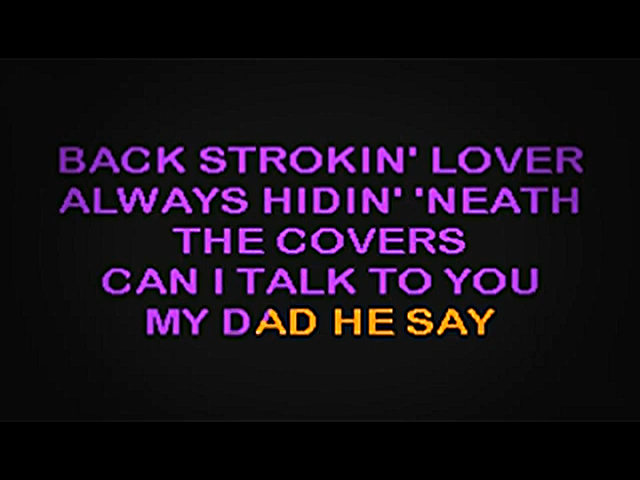 BACK STROKIN' LOVER
ALWAYS HIDIN' 'NEATH
THE COVERS
CAN I TALK TO YOU
MY DAD HE SAY